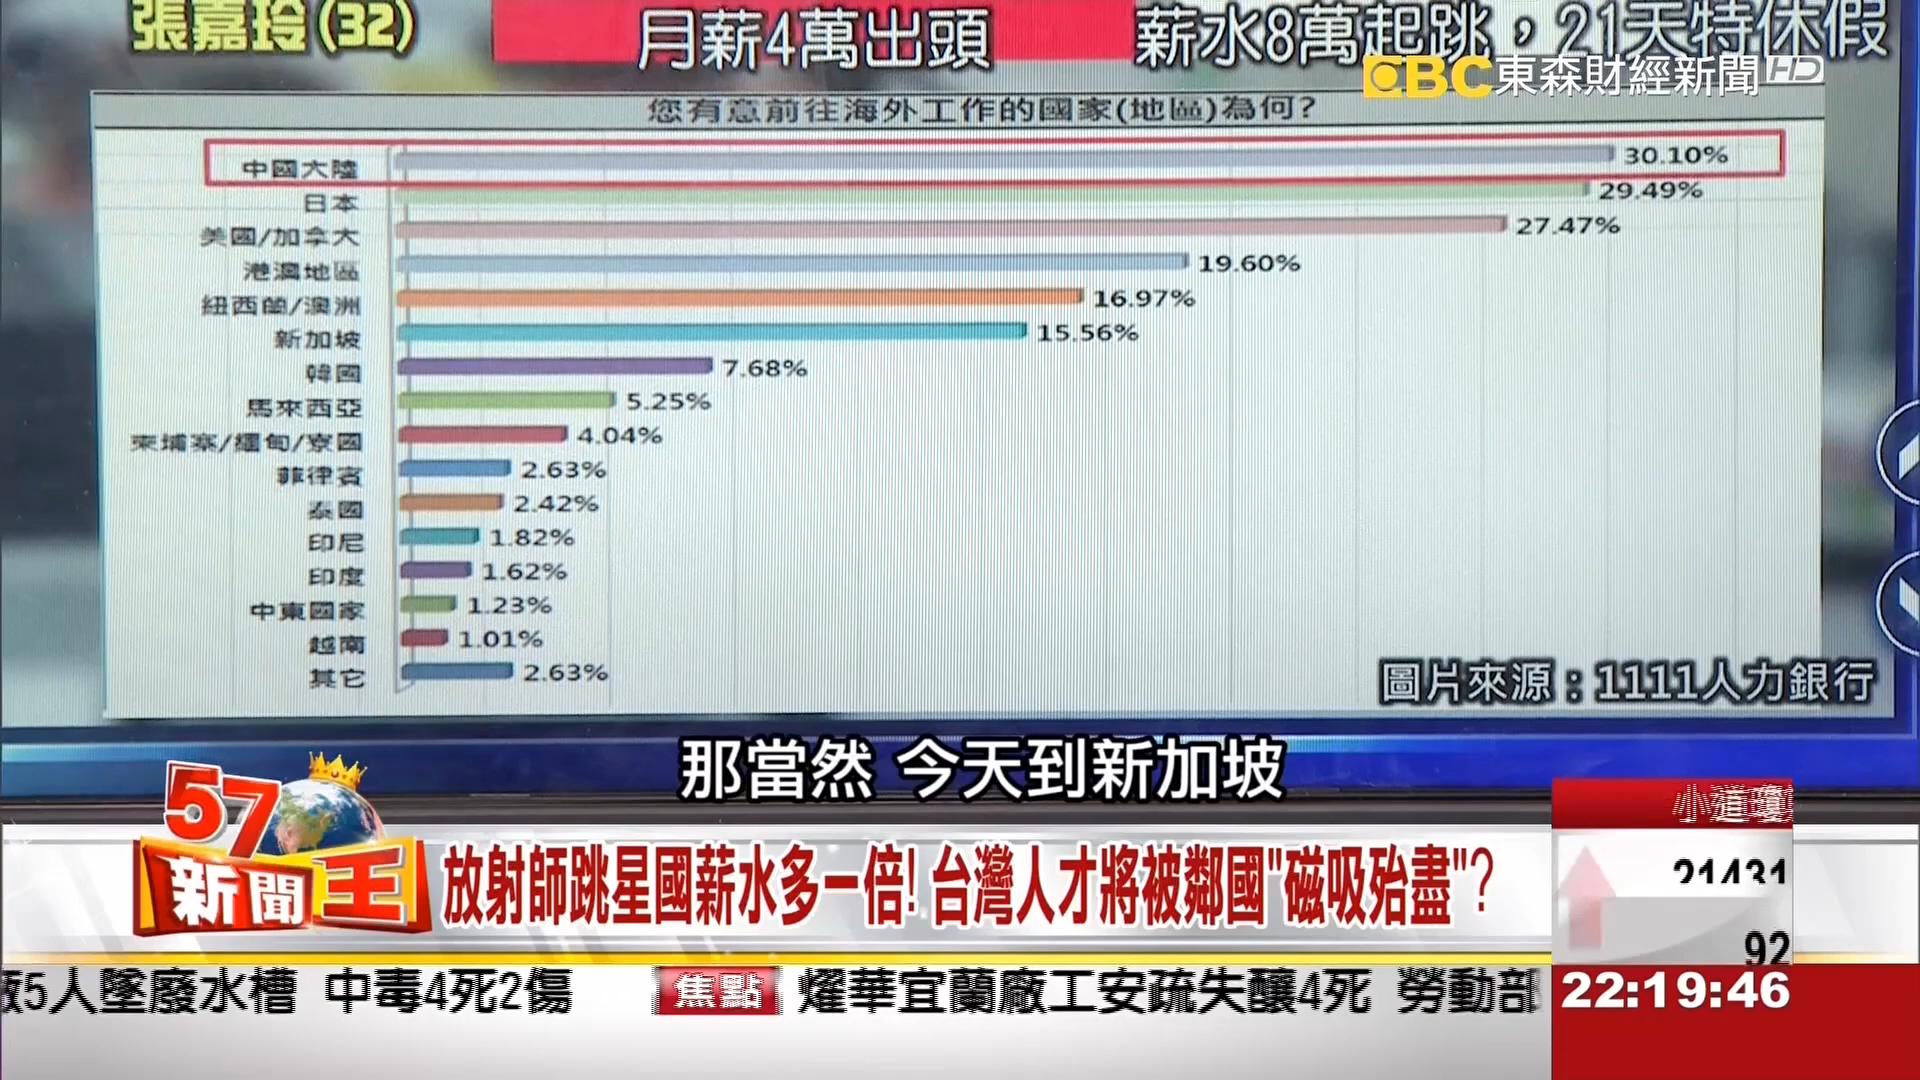 張嘉玲(32)
月薪4萬出頭
薪水8萬起跳，21天特休假
EBC東森財經新聞HD
您有意前往海外工作的國家(地區)為何?
中國大陸 30.10%
日本 29.49%
美國/加拿大 27.47%
港澳地區 19.60%
紐西蘭/澳洲 16.97%
新加坡 15.56%
韓國 7.68%
馬來西亞 5.25%
柬埔寨/緬甸/寮國 4.04%
菲律賓 2.63%
泰國 2.42%
印尼 1.82%
印度 1.62%
中東國家 1.23%
越南 1.01%
其它 2.63%
圖片來源：1111人力銀行
那當然 今天到新加坡
57新聞王
放射師跳星國薪水多一倍! 台灣人才將被鄰國"磁吸殆盡"?
小道瓊
21431
92
5人墜廢水槽 中毒4死2傷
焦點 燿華宜蘭廠工安疏失釀4死 勞動部
22:19:46